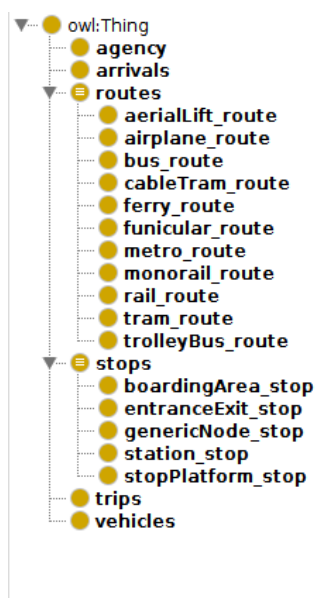 owl:Thing
agency
arrivals
routes
aerialLift_route
airplane_route
bus_route
cableTram_route
ferry_route
funicular_route
metro_route
monorail_route
rail_route
tram_route
trolleyBus_route
stops
boardingArea_stop
entranceExit_stop
genericNode_stop
station_stop
stopPlatform_stop
trips
vehicles